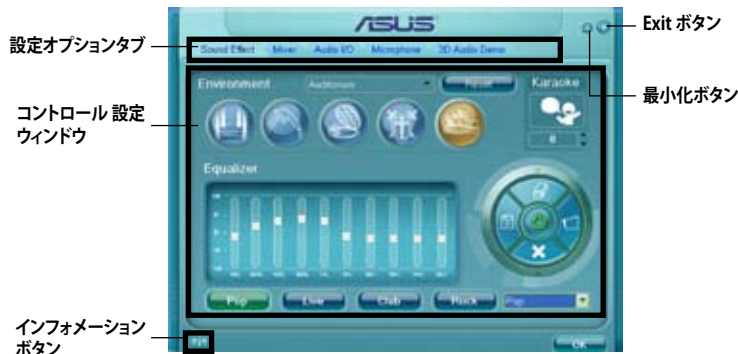 ASUS
Exit ボタン
設定オプションタブ
Sound Effect Mixer Audio I/O Microphone 3D Audio Demo
最小化ボタン
Environment Auditorium Reset Karaoke
コントロール 設定
ウィンドウ
0
Equalizer
Pop Live Club Rock Pop
インフォメーション
ボタン
OK